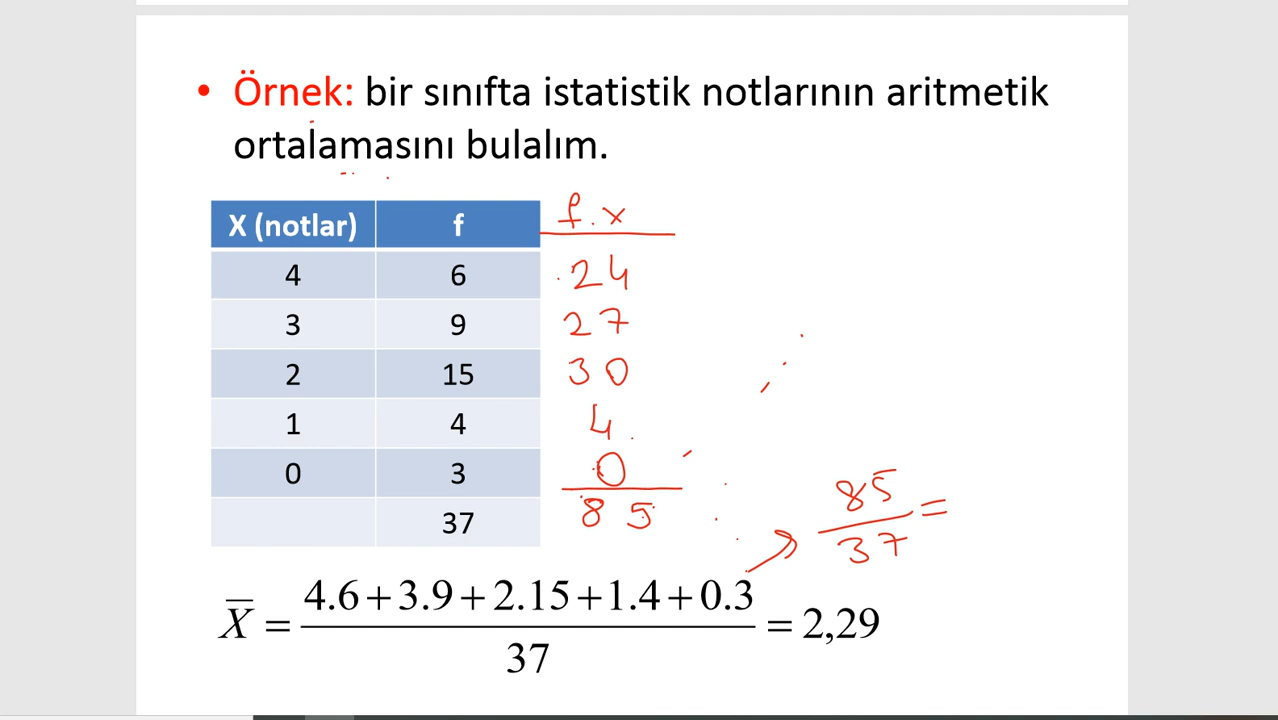 • Örnek: bir sınıfta istatistik notlarının aritmetik
ortalamasını bulalım.
X (notlar) f f.x
4 6 24
3 9 27
2 15 30
1 4 4
0 3 0
37 85
85/37 =
X̅ = (4.6+3.9+2.15+1.4+0.3)/37 = 2,29